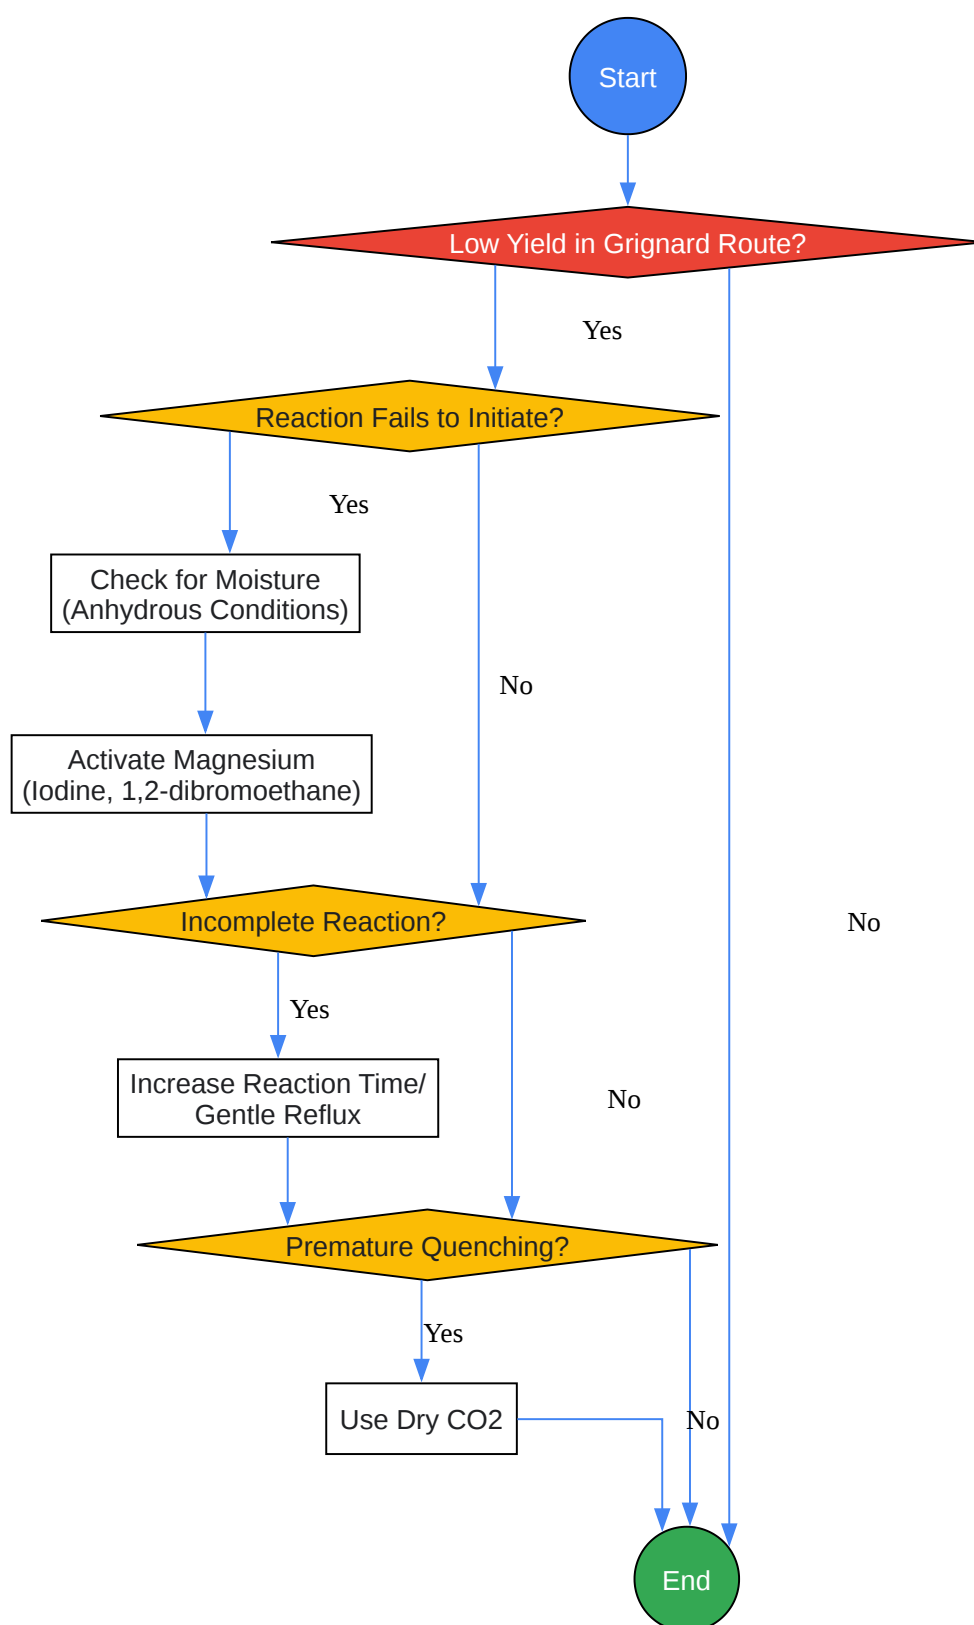 Start
Low Yield in Grignard Route?
Yes
Reaction Fails to Initiate?
Yes
Check for Moisture
(Anhydrous Conditions)
No
Activate Magnesium
(Iodine, 1,2-dibromoethane)
Incomplete Reaction?
No
Yes
Increase Reaction Time/
Gentle Reflux
No
Premature Quenching?
Yes
Use Dry CO2
No
End